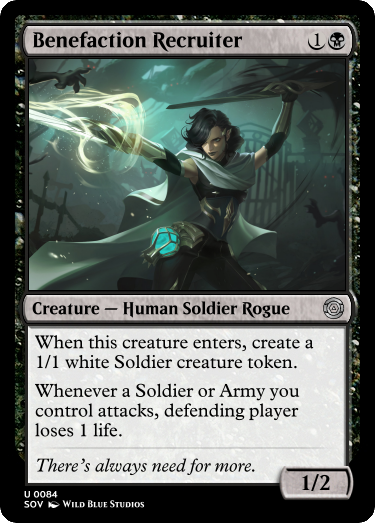 Benefaction Recruiter 1
Creature — Human Soldier Rogue
When this creature enters, create a
1/1 white Soldier creature token.
Whenever a Soldier or Army you
control attacks, defending player
loses 1 life.
There's always need for more.
1/2
U 0084
SOV WILD BLUE STUDIOS